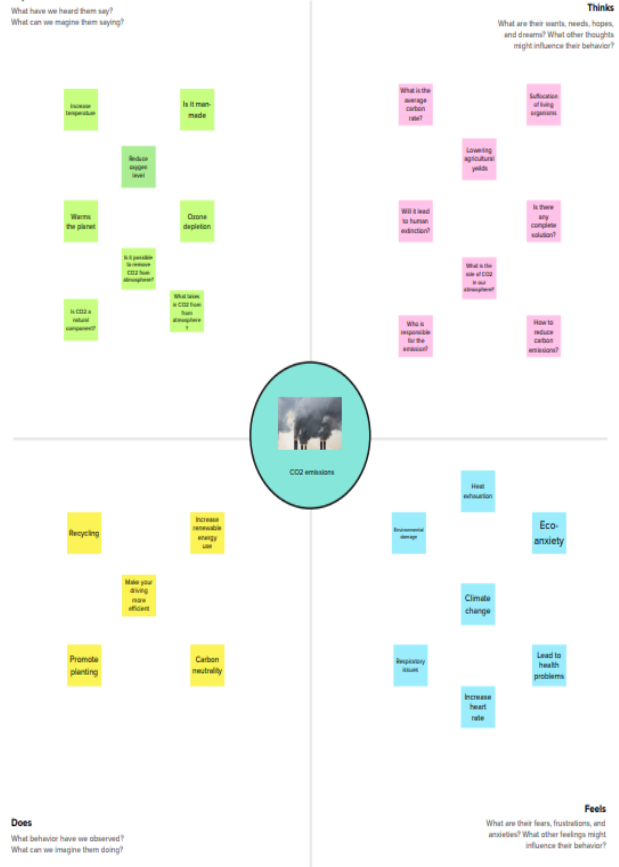 What have we heard them say?
What can we magine them saying?
Increase
temperature
Is it man-
made
Reduce
oxygen
level
Warms
the planet
Ozone
depletion
Is it possible
to remove
CO2 from
atmosphere?
What takes
in CO2 from
from
atmosphere
?
Is CO2 a
natural
component?
Thinks
What are their wants, needs, hopes,
and dreams? What other thoughts
might influence their behavior?
What is the
average
carbon
rate?
Suffocation
of living
organisms
Lowering
agricultural
yeilds
Will it lead
to human
extinction?
Is there
any
complete
solution?
What is the
role of CO2
in our
atmosphere?
Who is
responsible
for the
emission?
How to
reduce
carbon
emissions?
CO2 emissions
Recycling
Increase
renewable
energy
use
Make your
driving
more
efficient
Promote
planting
Carbon
neutrality
Does
What behavior have we observed?
What can we imagine them doing?
Heat
exhaustion
Environmental
damage
Eco-
anxiety
Climate
change
Respiratory
issues
Lead to
health
problems
Increase
heart
rate
Feels
What are their fears, frustrations, and
anxieties? What other feelings might
influence their behavior?